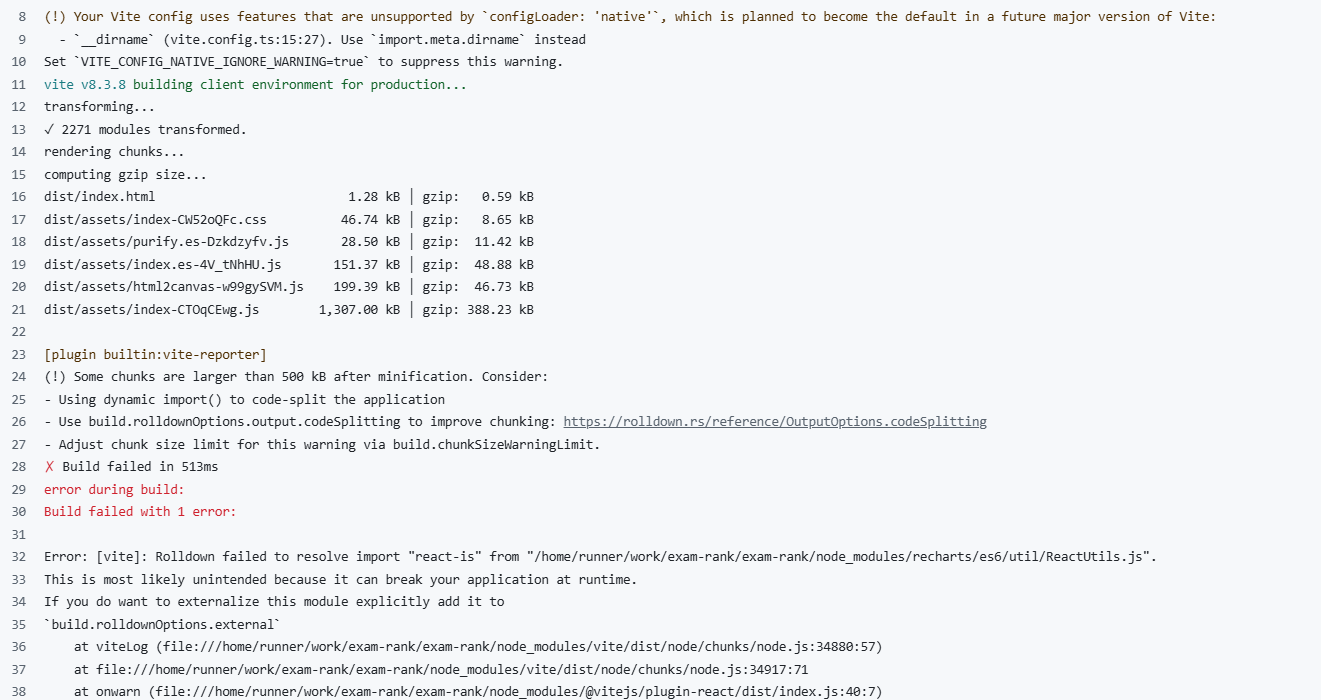 8 (!) Your Vite config uses features that are unsupported by `configLoader: 'native'`, which is planned to become the default in a future major version of Vite:
9 - `__dirname` (vite.config.ts:15:27). Use `import.meta.dirname` instead
10 Set `VITE_CONFIG_NATIVE_IGNORE_WARNING=true` to suppress this warning.
11 vite v8.3.8 building client environment for production...
12 transforming...
13 ✓ 2271 modules transformed.
14 rendering chunks...
15 computing gzip size...
16 dist/index.html 1.28 kB │ gzip: 0.59 kB
17 dist/assets/index-CW52oQFc.css 46.74 kB │ gzip: 8.65 kB
18 dist/assets/purify.es-Dzkdzyfv.js 28.50 kB │ gzip: 11.42 kB
19 dist/assets/index.es-4V_tNhHU.js 151.37 kB │ gzip: 48.88 kB
20 dist/assets/html2canvas-w99gySVM.js 199.39 kB │ gzip: 46.73 kB
21 dist/assets/index-CTOqCEwg.js 1,307.00 kB │ gzip: 388.23 kB
22
23 [plugin builtin:vite-reporter]
24 (!) Some chunks are larger than 500 kB after minification. Consider:
25 - Using dynamic import() to code-split the application
26 - Use build.rolldownOptions.output.codeSplitting to improve chunking: https://rolldown.rs/reference/OutputOptions.codeSplitting
27 - Adjust chunk size limit for this warning via build.chunkSizeWarningLimit.
28 ✗ Build failed in 513ms
29 error during build:
30 Build failed with 1 error:
31
32 Error: [vite]: Rolldown failed to resolve import "react-is" from "/home/runner/work/exam-rank/exam-rank/node_modules/recharts/es6/util/ReactUtils.js".
33 This is most likely unintended because it can break your application at runtime.
34 If you do want to externalize this module explicitly add it to
35 `build.rolldownOptions.external`
36 at viteLog (file:///home/runner/work/exam-rank/exam-rank/node_modules/vite/dist/node/chunks/node.js:34880:57)
37 at file:///home/runner/work/exam-rank/exam-rank/node_modules/vite/dist/node/chunks/node.js:34917:71
38 at onwarn (file:///home/runner/work/exam-rank/exam-rank/node_modules/@vitejs/plugin-react/dist/index.js:40:7)